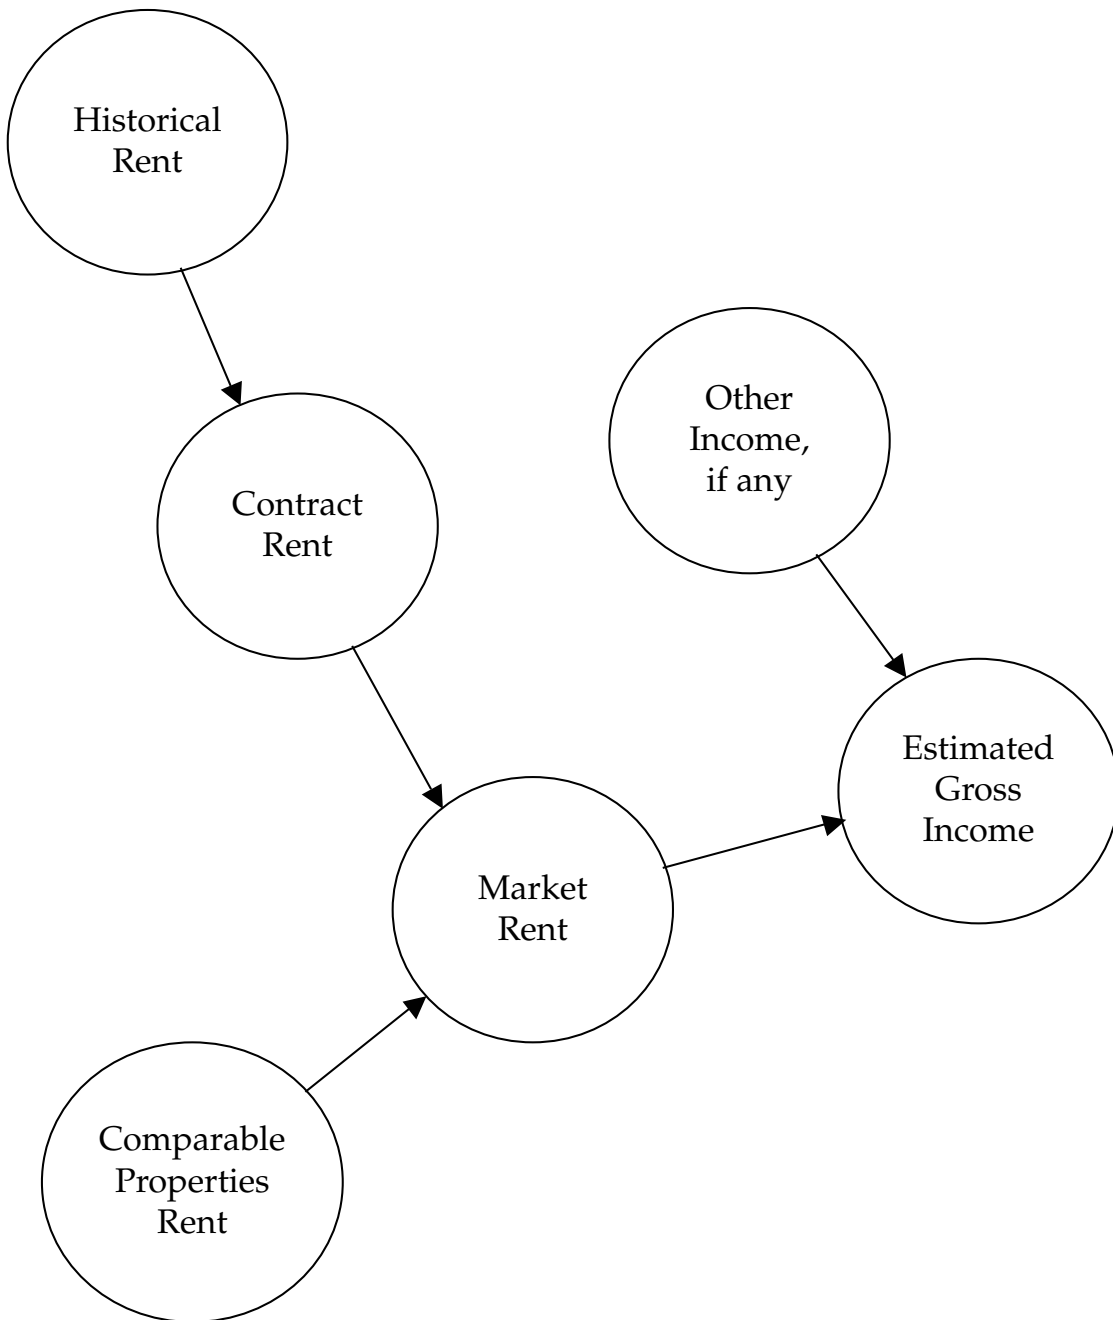 Historical
Rent
Contract
Rent
Other
Income,
if any
Estimated
Gross
Income
Market
Rent
Comparable
Properties
Rent